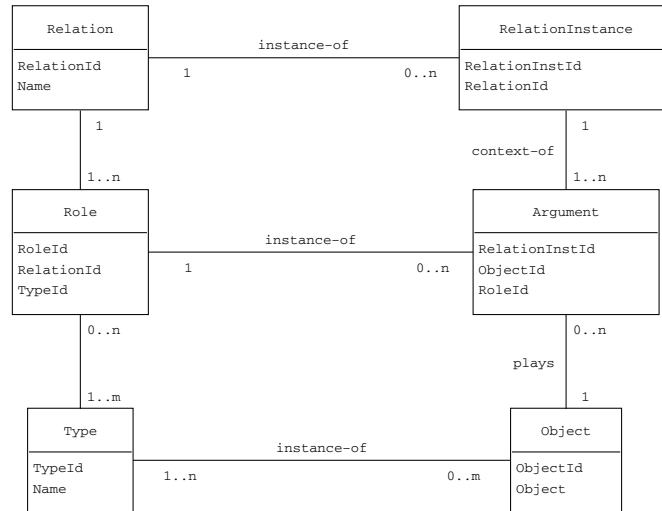 Relation
RelationInstance
instance-of
RelationId
Name
RelationInstId
RelationId
1
0..n
1
1
context-of
1..n
1..n
Role
Argument
instance-of
RoleId
RelationId
TypeId
RelationInstId
ObjectId
RoleId
1
0..n
0..n
0..n
plays
1..m
1
Type
Object
instance-of
TypeId
Name
ObjectId
Object
1..n
0..m